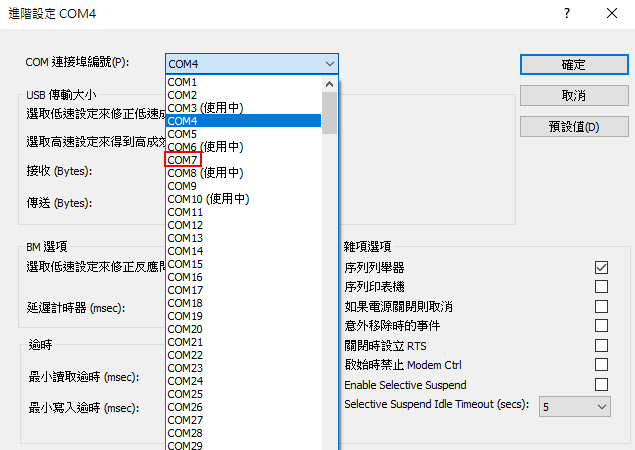 進階設定 COM4
COM 連接埠編號(P):
COM4
確定
取消
預設值(D)
USB 傳輸大小
選取低速設定來修正低速成
選取高速設定來得到高成效
接收 (Bytes):
傳送 (Bytes):
COM1
COM2
COM3 (使用中)
COM4
COM5
COM6 (使用中)
COM7
COM8 (使用中)
COM9
COM10 (使用中)
COM11
COM12
COM13
COM14
COM15
COM16
COM17
COM18
COM19
COM20
COM21
COM22
COM23
COM24
COM25
COM26
COM27
COM28
COM29
BM 選項
選取低速設定來修正反應問
延遲計時器 (msec):
逾時
最小讀取逾時 (msec):
最小寫入逾時 (msec):
雜項選項
序列列舉器
序列印表機
如果電源關閉則取消
意外移除時的事件
關閉時設立 RTS
啟始時禁止 Modem Ctrl
Enable Selective Suspend
Selective Suspend Idle Timeout (secs):
5